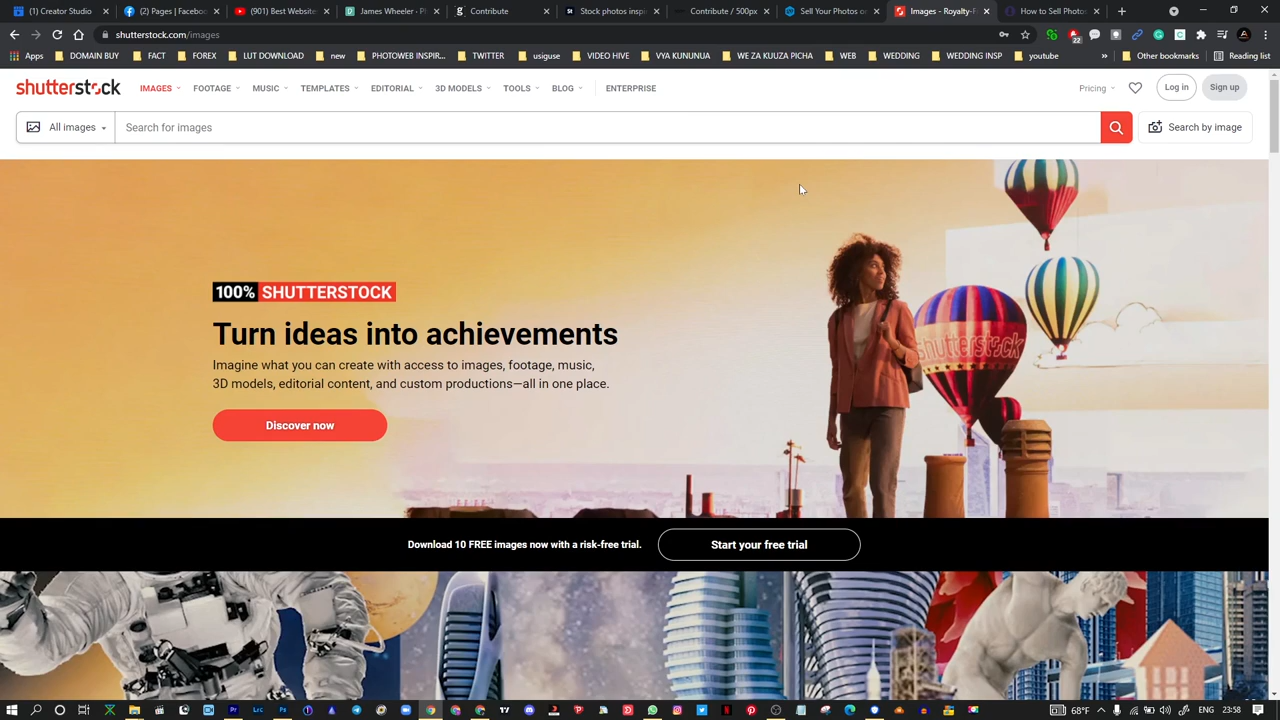 (1) Creator Studio
(2) Pages | Facebo
(901) Best Website
James Wheeler - Ph
Contribute
Stock photos inspi
Contribute / 500px
Sell Your Photos o
Images - Royalty-F
How to Sell Photos
shutterstock.com/images
22
Apps
DOMAIN BUY
FACT
FOREX
LUT DOWNLOAD
new
PHOTOWEB INSPIR...
TWITTER
usiguse
VIDEO HIVE
VYA KUNUNUA
WE ZA KUUZA PICHA
WEB
WEDDING
WEDDING INSP
youtube
»
Other bookmarks
Reading list
shutterstock
IMAGES
FOOTAGE
MUSIC
TEMPLATES
EDITORIAL
3D MODELS
TOOLS
BLOG
ENTERPRISE
Pricing
Log in
Sign up
All images
Search for images
Search by image
100% SHUTTERSTOCK
Turn ideas into achievements
Imagine what you can create with access to images, footage, music,
3D models, editorial content, and custom productions—all in one place.
Discover now
shutterstock
Download 10 FREE images now with a risk-free trial.
Start your free trial
68°F
ENG
23:58